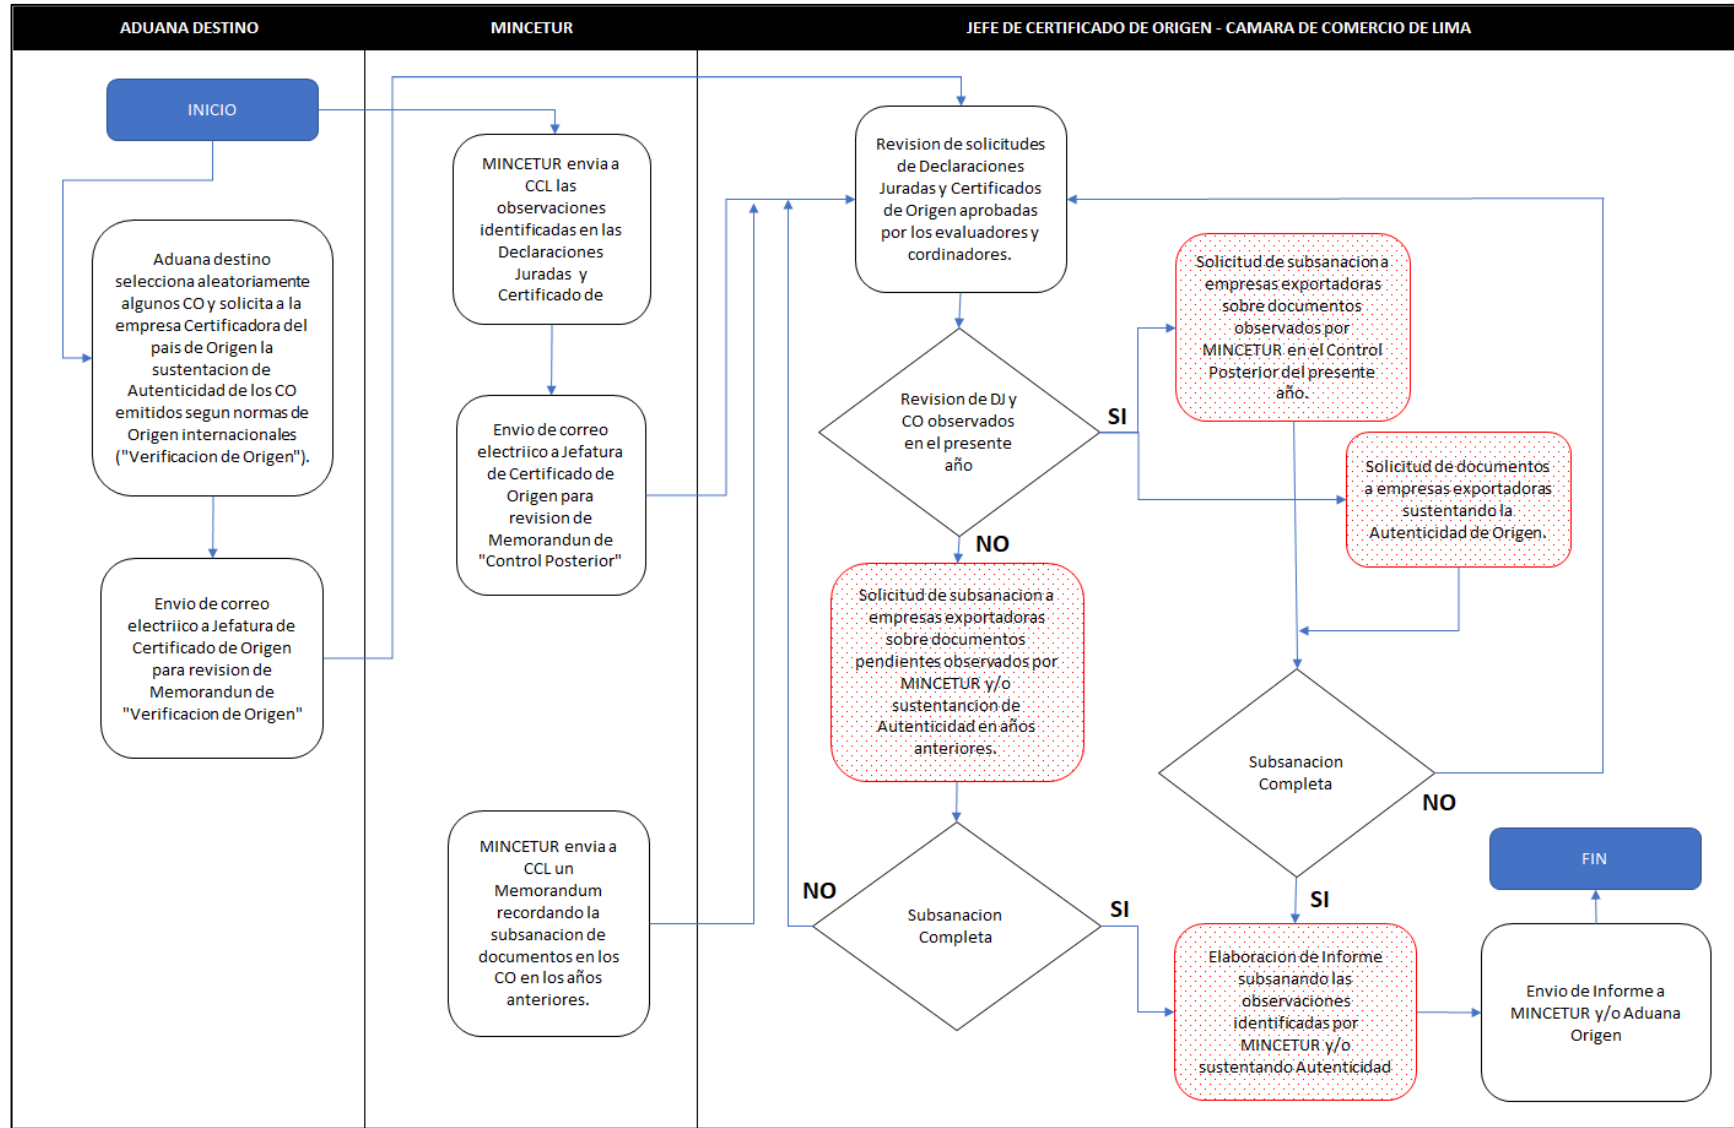 ADUANA DESTINO
MINCETUR
JEFE DE CERTIFICADO DE ORIGEN - CAMARA DE COMERCIO DE LIMA
INICIO
Aduana destino
selecciona aleatoriamente
algunos CO y solicita a la
empresa Certificadora del
pais de Origen la
sustentacion de
Autenticidad de los CO
emitidos segun normas de
Origen internacionales
("Verificacion de Origen").
Envio de correo
electriico a Jefatura de
Certificado de Origen
para revision de
Memorandun de
"Verificacion de Origen"
MINCETUR envia a
CCL las
observaciones
identificadas en las
Declaraciones
Juradas y
Certificado de
Envio de correo
electriico a Jefatura
de Certificado de
Origen para
revision de
Memorandun de
"Control Posterior"
MINCETUR envia a
CCL un
Memorandum
recordando la
subsanacion de
documentos en los
CO en los años
anteriores.
Revision de solicitudes
de Declaraciones
Juradas y Certificados
de Origen aprobadas
por los evaluadores y
cordinadores.
Revision de DJ y
CO observados
en el presente
año
SI
NO
Solicitud de subsanacion a
empresas exportadoras
sobre documentos
observados por
MINCETUR en el Control
Posterior del presente
año.
Solicitud de documentos
a empresas exportadoras
sustentando la
Autenticidad de Origen.
Solicitud de subsanacion a
empresas exportadoras
sobre documentos
pendientes observados por
MINCETUR y/o
sustentancion de
Autenticidad en años
anteriores.
Subsanacion
Completa
NO
SI
Subsanacion
Completa
NO
SI
Elaboracion de Informe
subsanando las
observaciones
identificadas por
MINCETUR y/o
sustentando Autenticidad
Envio de Informe a
MINCETUR y/o Aduana
Origen
FIN